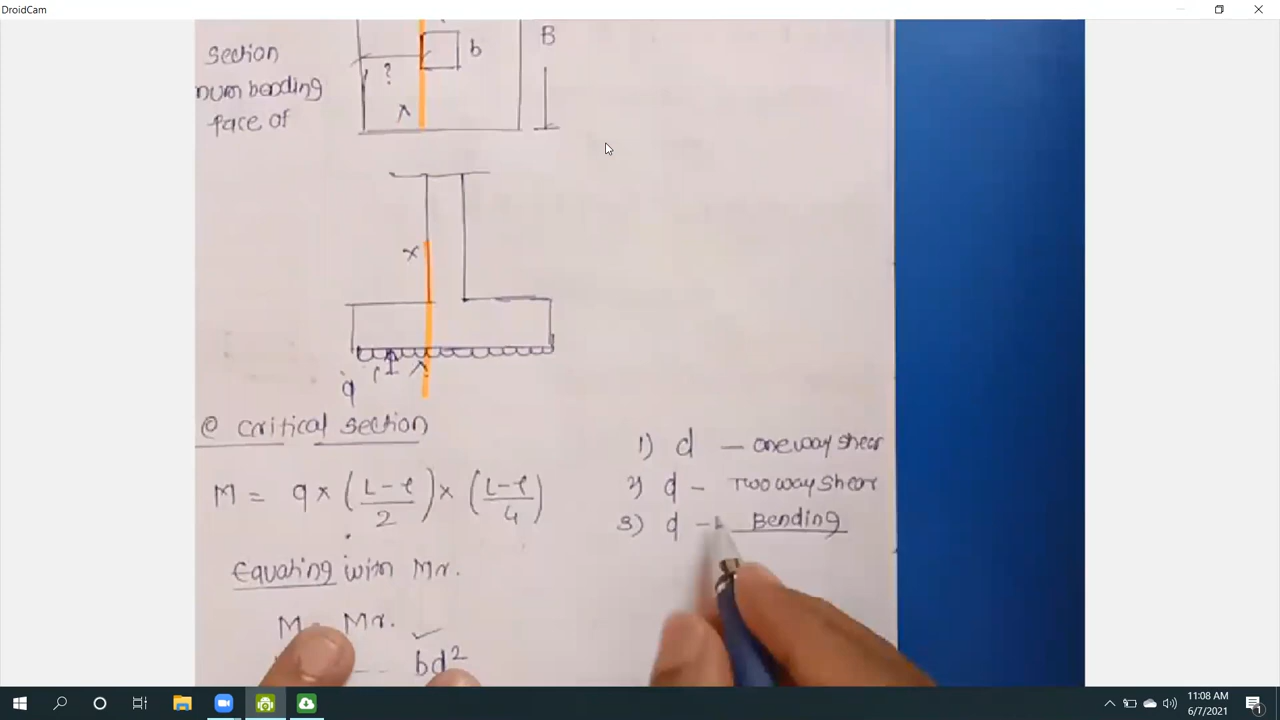 DroidCam
Section
num bending
face of
?
b
B
X
X
X
q
@ critical section
M = q × (L-l/2) × (L-l/4)
Equating with Mr.
M = Mr.
bd²
1) d — one way shear
2) d - Two way shear
3) d - Bending
11:08 AM
6/7/2021
1